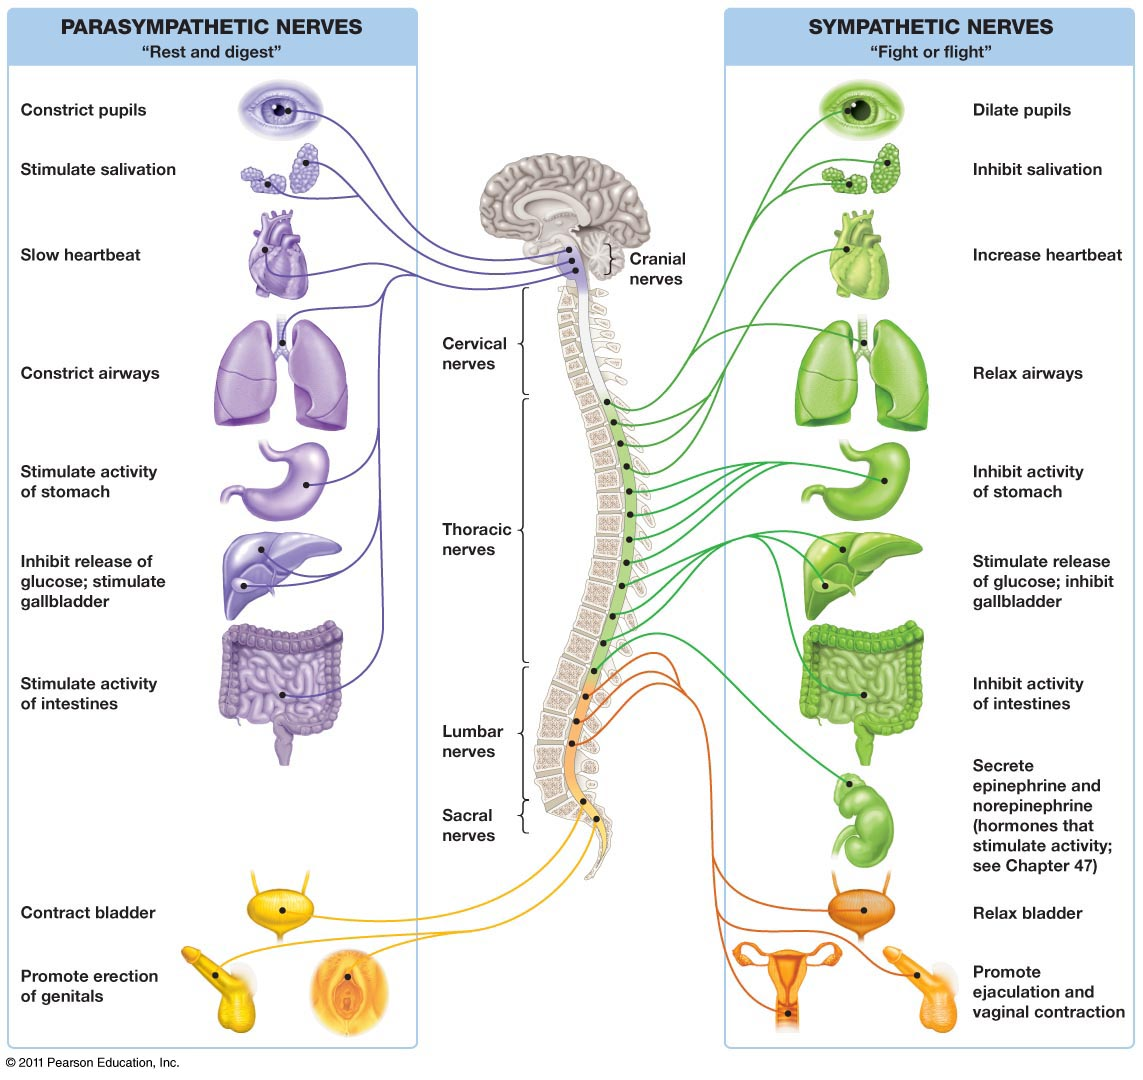 PARASYMPATHETIC NERVES
“Rest and digest”
Constrict pupils
Stimulate salivation
Slow heartbeat
Constrict airways
Stimulate activity
of stomach
Inhibit release of
glucose; stimulate
gallbladder
Stimulate activity
of intestines
Contract bladder
Promote erection
of genitals
Cranial
nerves
Cervical
nerves
Thoracic
nerves
Lumbar
nerves
Sacral
nerves
SYMPATHETIC NERVES
“Fight or flight”
Dilate pupils
Inhibit salivation
Increase heartbeat
Relax airways
Inhibit activity
of stomach
Stimulate release
of glucose; inhibit
gallbladder
Inhibit activity
of intestines
Secrete
epinephrine and
norepinephrine
(hormones that
stimulate activity;
see Chapter 47)
Relax bladder
Promote
ejaculation and
vaginal contraction
© 2011 Pearson Education, Inc.